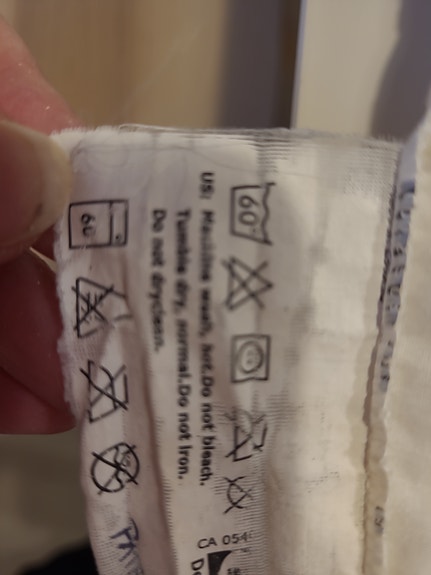 60
US: Machine wash, hot.Do not bleach.
Tumble dry, normal.Do not iron.
Do not dryclean.
60
CA 054